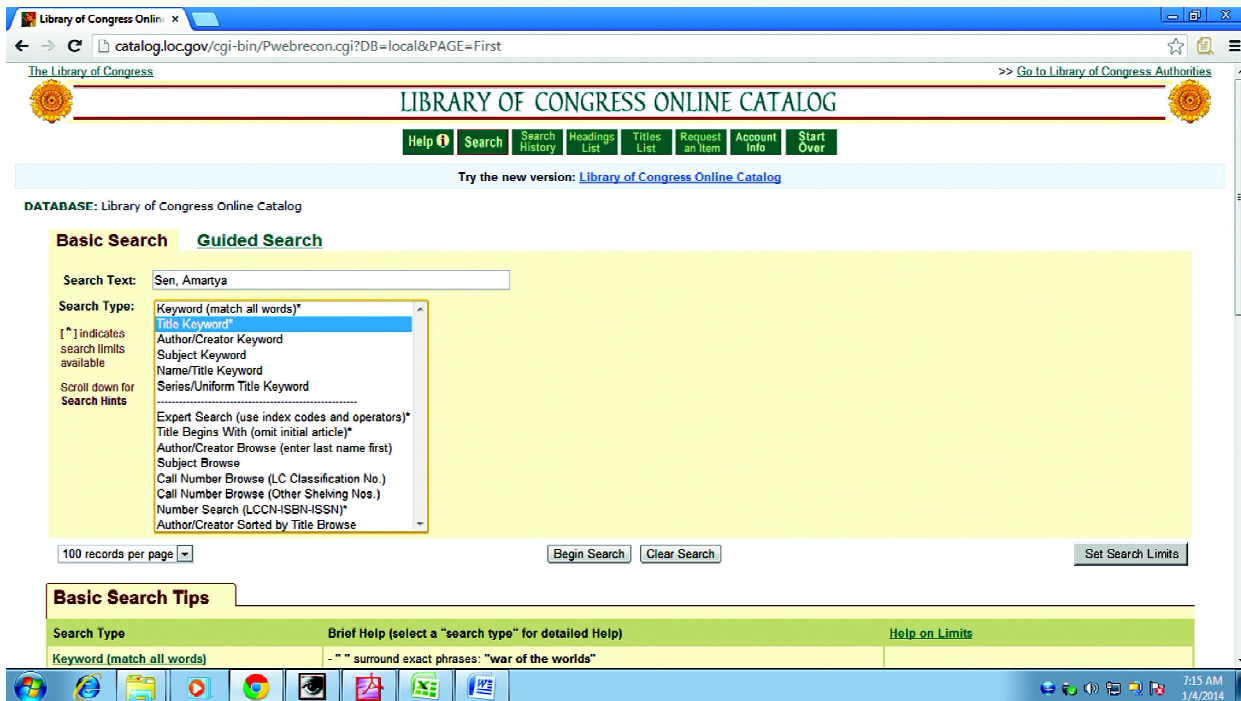 Library of Congress Onlin
catalog.loc.gov/cgi-bin/Pwebrecon.cgi?DB=local&PAGE=First
The Library of Congress
>> Go to Library of Congress Authorities
LIBRARY OF CONGRESS ONLINE CATALOG
Help i Search Search History Headings List Titles List Request an Item Account Info Start Over
Try the new version: Library of Congress Online Catalog
DATABASE: Library of Congress Online Catalog
Basic Search Guided Search
Search Text: Sen, Amartya
Search Type:
[*] indicates
search limits
available
Scroll down for
Search Hints
Keyword (match all words)*
Title Keyword*
Author/Creator Keyword
Subject Keyword
Name/Title Keyword
Series/Uniform Title Keyword
----------------------------------------------------
Expert Search (use index codes and operators)*
Title Begins With (omit initial article)*
Author/Creator Browse (enter last name first)
Subject Browse
Call Number Browse (LC Classification No.)
Call Number Browse (Other Shelving Nos.)
Number Search (LCCN-ISBN-ISSN)*
Author/Creator Sorted by Title Browse
100 records per page Begin Search Clear Search Set Search Limits
Basic Search Tips
Search Type Brief Help (select a "search type" for detailed Help) Help on Limits
Keyword (match all words) - " " surround exact phrases: "war of the worlds"
7:15 AM
1/4/2014